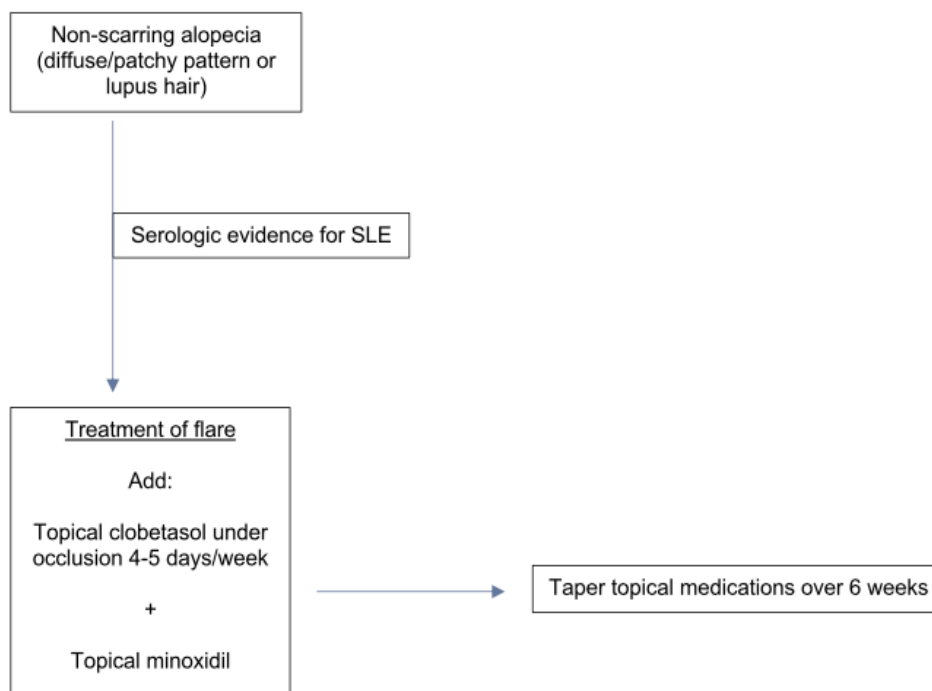 Non-scarring alopecia
(diffuse/patchy pattern or
lupus hair)
Serologic evidence for SLE
Treatment of flare
Add:
Topical clobetasol under
occlusion 4-5 days/week
+
Topical minoxidil
Taper topical medications over 6 weeks